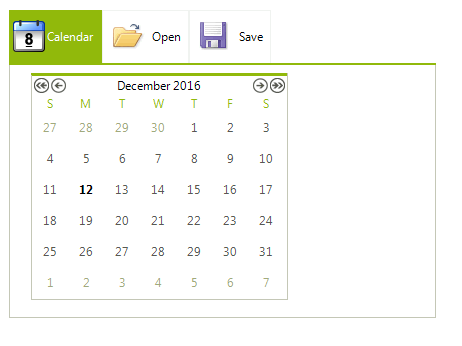 8 Calendar Open Save
December 2016
S M T W T F S
27 28 29 30 1 2 3
4 5 6 7 8 9 10
11 12 13 14 15 16 17
18 19 20 21 22 23 24
25 26 27 28 29 30 31
1 2 3 4 5 6 7